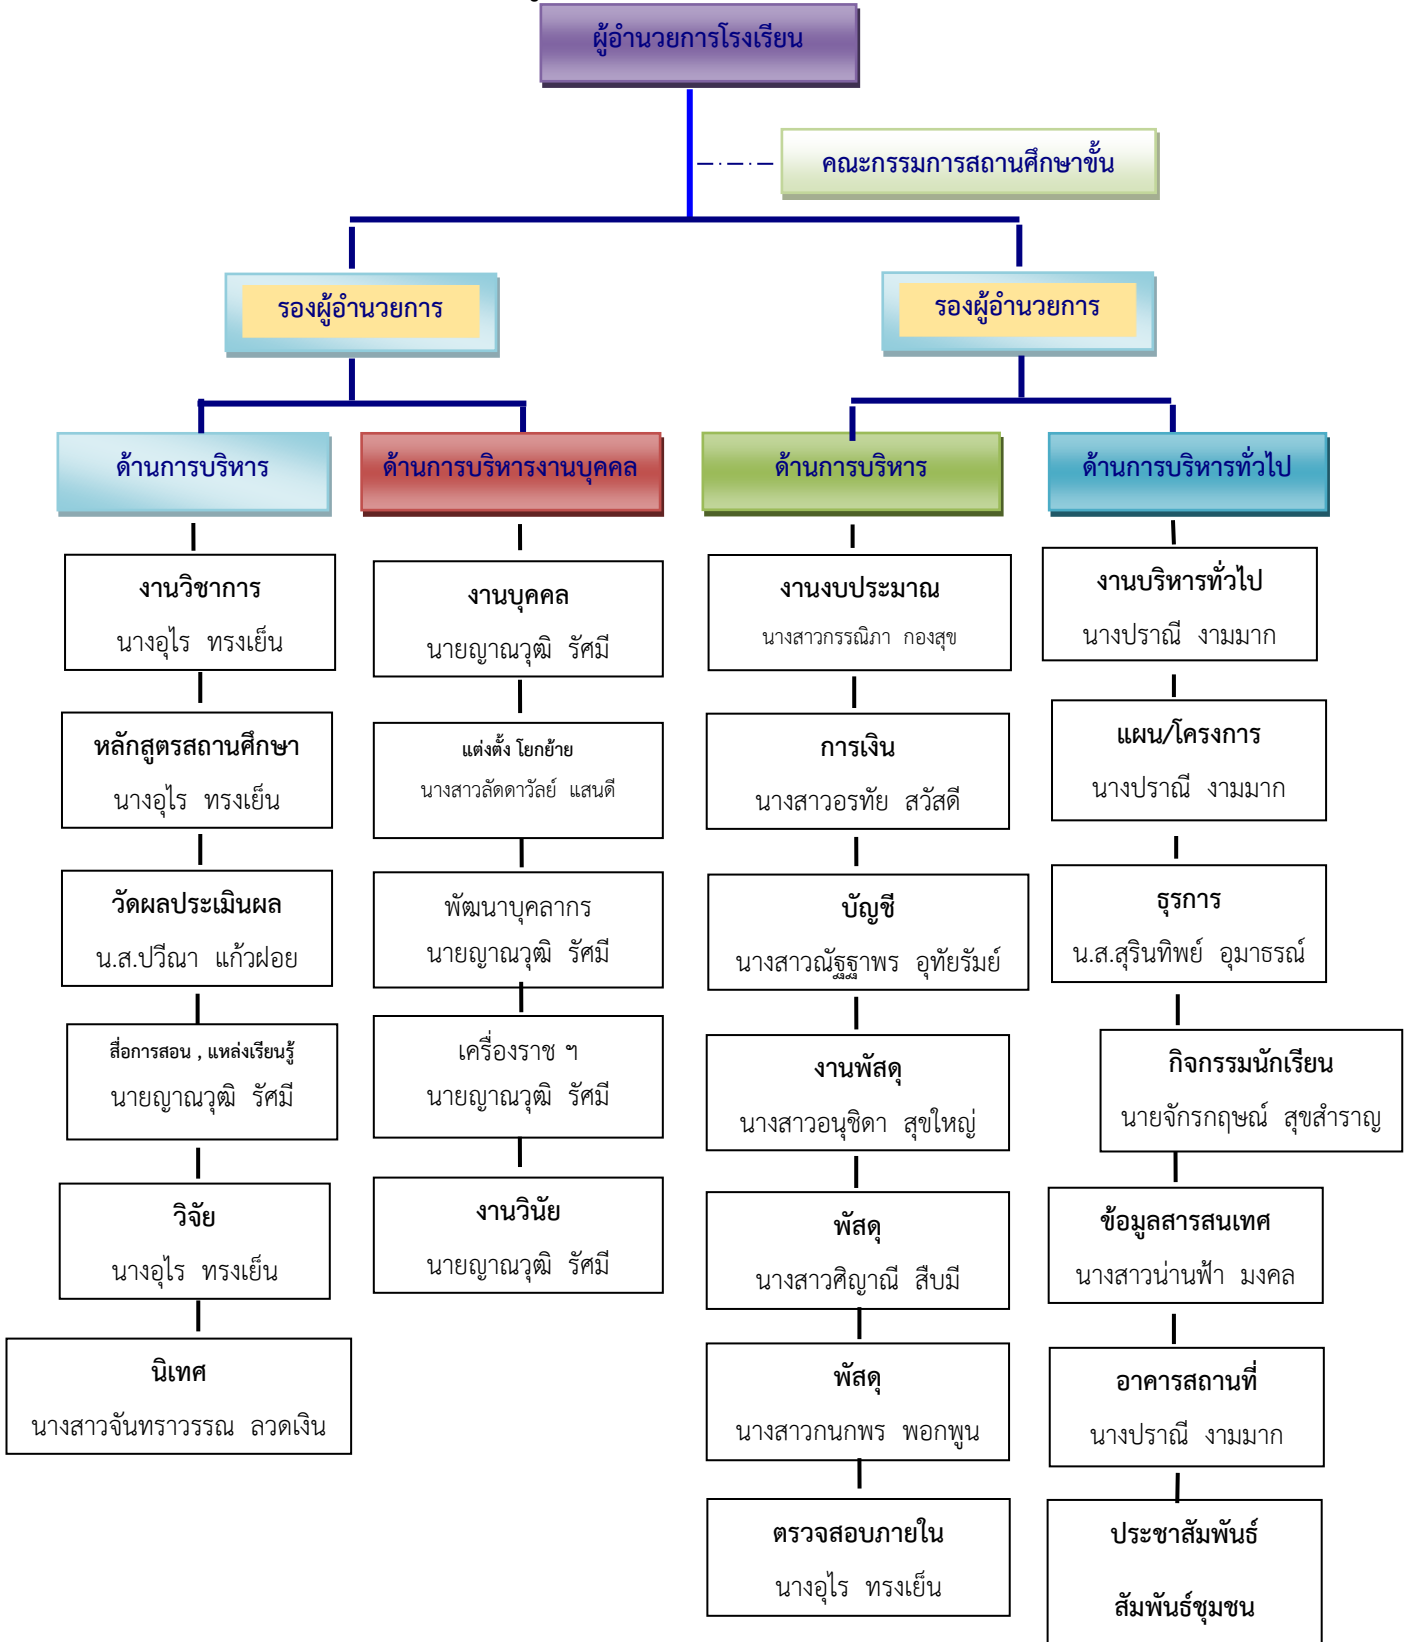 ผู้อำนวยการโรงเรียน
คณะกรรมการสถานศึกษาขั้น
รองผู้อำนวยการ
รองผู้อำนวยการ
ด้านการบริหาร
งานวิชาการ
นางอุไร ทรงเย็น
หลักสูตรสถานศึกษา
นางอุไร ทรงเย็น
วัดผลประเมินผล
น.ส.ปวีณา แก้วฝอย
สื่อการสอน , แหล่งเรียนรู้
นายญาณวุฒิ รัศมี
วิจัย
นางอุไร ทรงเย็น
นิเทศ
นางสาวจันทราวรรณ ลวดเงิน
ด้านการบริหารงานบุคคล
งานบุคคล
นายญาณวุฒิ รัศมี
แต่งตั้ง โยกย้าย
นางสาวลัดดาวัลย์ แสนดี
พัฒนาบุคลากร
นายญาณวุฒิ รัศมี
เครื่องราช ฯ
นายญาณวุฒิ รัศมี
งานวินัย
นายญาณวุฒิ รัศมี
ด้านการบริหาร
งานงบประมาณ
นางสาวกรรณิภา กองสุข
การเงิน
นางสาวอรทัย สวัสดี
บัญชี
นางสาวณัฐฐาพร อุทัยรัมย์
งานพัสดุ
นางสาวอนุชิดา สุขใหญ่
พัสดุ
นางสาวศิญาณี สืบมี
พัสดุ
นางสาวกนกพร พอกพูน
ตรวจสอบภายใน
นางอุไร ทรงเย็น
ด้านการบริหารทั่วไป
งานบริหารทั่วไป
นางปราณี งามมาก
แผน/โครงการ
นางปราณี งามมาก
ธุรการ
น.ส.สุรินทิพย์ อุมาธรณ์
กิจกรรมนักเรียน
นายจักรกฤษณ์ สุขสำราญ
ข้อมูลสารสนเทศ
นางสาวน่านฟ้า มงคล
อาคารสถานที่
นางปราณี งามมาก
ประชาสัมพันธ์
สัมพันธ์ชุมชน